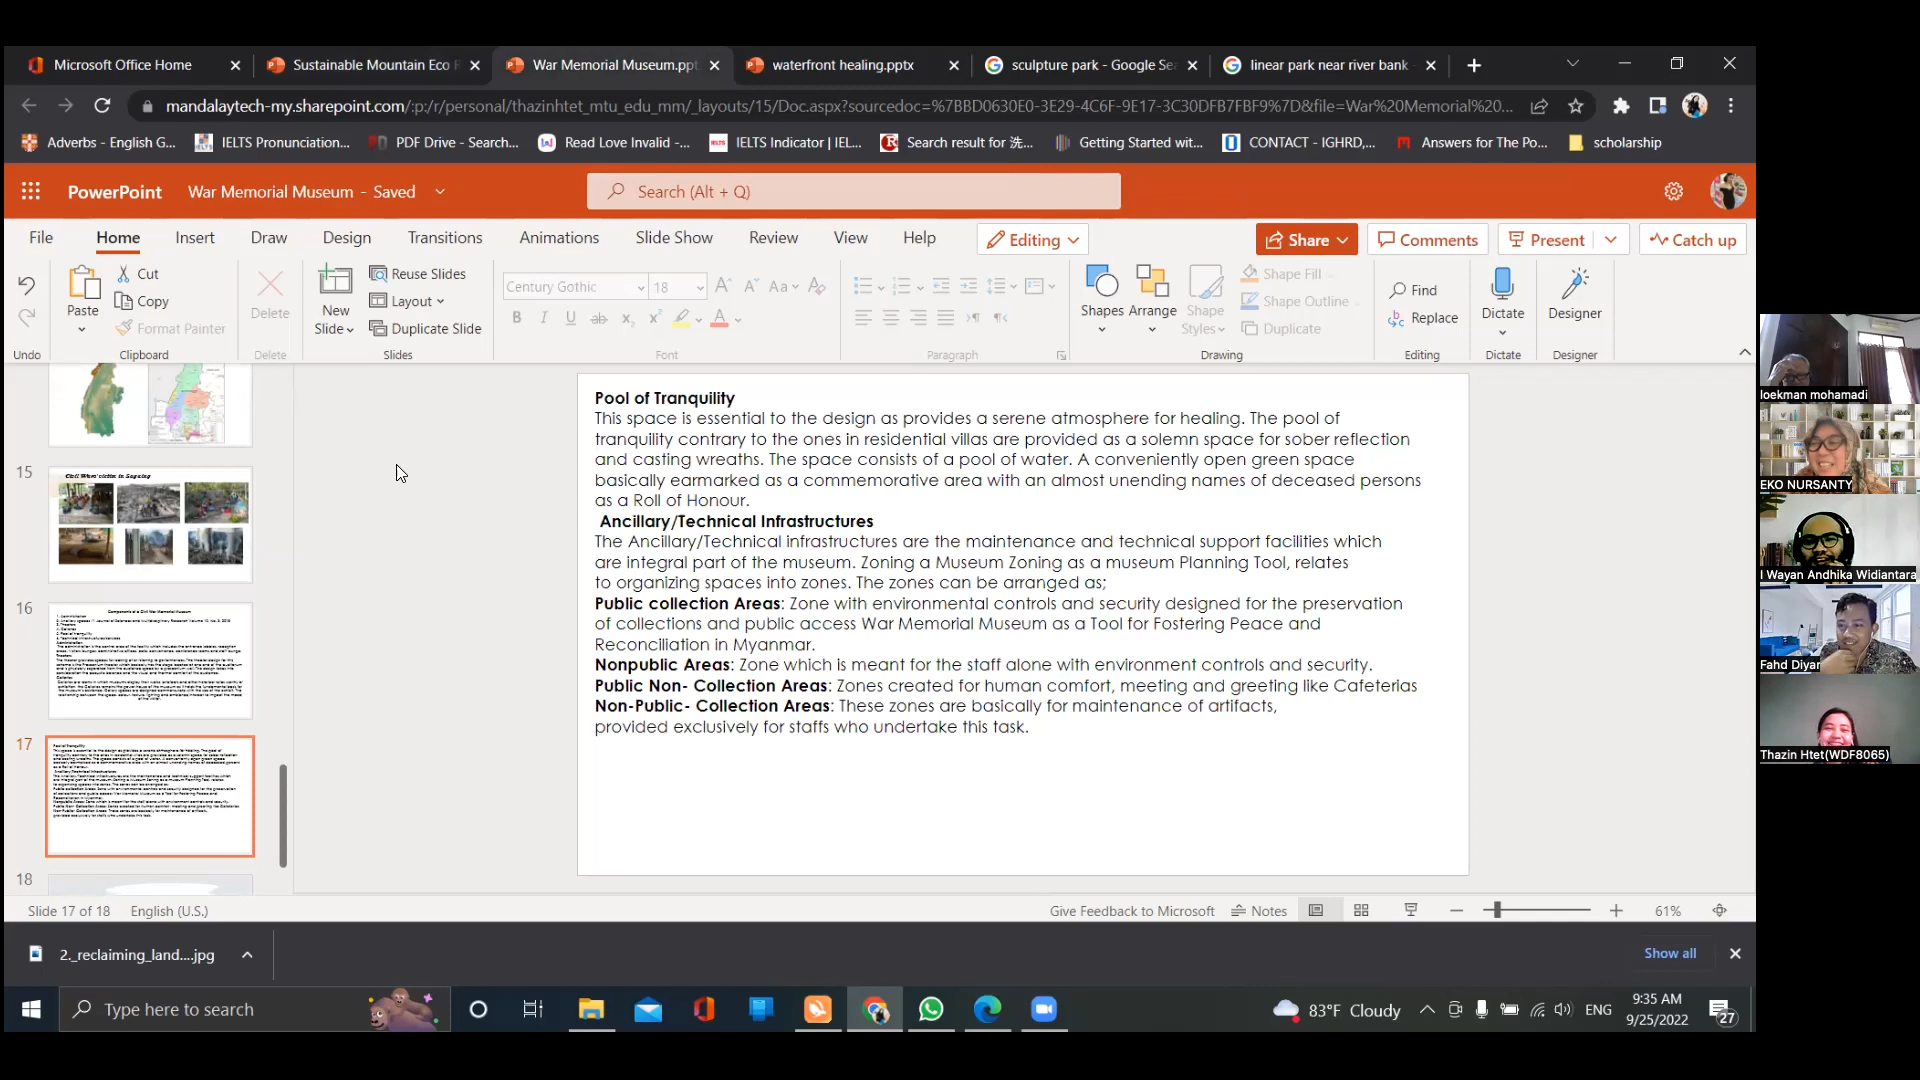 Microsoft Office Home
Sustainable Mountain Eco
War Memorial Museum.ppt
waterfront healing.pptx
sculpture park - Google Se
linear park near river bank
mandalaytech-my.sharepoint.com/:p:/r/personal/thazinhtet_mtu_edu_mm/_layouts/15/Doc.aspx?sourcedoc=%7BBD0630E0-3E29-4C6F-9E17-3C30DFB7FBF9%7D&file=War%20Memorial%20...
Adverbs - English G...
IELTS Pronunciation...
PDF Drive - Search...
Read Love Invalid -...
IELTS Indicator | IEL...
Search result for 洗...
Getting Started wit...
CONTACT - IGHRD,...
Answers for The Po...
scholarship
PowerPoint War Memorial Museum - Saved
Search (Alt + Q)
File Home Insert Draw Design Transitions Animations Slide Show Review View Help
Editing
Share
Comments
Present
Catch up
Undo
Paste
Cut
Copy
Format Painter
Clipboard
Delete
Delete
New
Slide
Reuse Slides
Layout
Duplicate Slide
Slides
Century Gothic 18
Font
Paragraph
Shapes
Arrange
Shape
Styles
Shape Fill
Shape Outline
Duplicate
Drawing
Find
Replace
Editing
Dictate
Dictate
Designer
Designer
15
Civil Wars' victims in Sagaing
16
Components of a Civil War Memorial Museum
17
18
Pool of Tranquility
This space is essential to the design as provides a serene atmosphere for healing. The pool of
tranquility contrary to the ones in residential villas are provided as a solemn space for sober reflection
and casting wreaths. The space consists of a pool of water. A conveniently open green space
basically earmarked as a commemorative area with an almost unending names of deceased persons
as a Roll of Honour.
Ancillary/Technical Infrastructures
The Ancillary/Technical infrastructures are the maintenance and technical support facilities which
are integral part of the museum. Zoning a Museum Zoning as a museum Planning Tool, relates
to organizing spaces into zones. The zones can be arranged as;
Public collection Areas: Zone with environmental controls and security designed for the preservation
of collections and public access War Memorial Museum as a Tool for Fostering Peace and
Reconciliation in Myanmar.
Nonpublic Areas: Zone which is meant for the staff alone with environment controls and security.
Public Non- Collection Areas: Zones created for human comfort, meeting and greeting like Cafeterias
Non-Public- Collection Areas: These zones are basically for maintenance of artifacts,
provided exclusively for staffs who undertake this task.
loekman mohamadi
EKO NURSANTY
I Wayan Andhika Widiantara
Fahd Diyar
Thazin Htet(WDF8065)
Slide 17 of 18 English (U.S.)
Give Feedback to Microsoft Notes 61%
2._reclaiming_land....jpg
Show all
Type here to search
83°F Cloudy
ENG
9:35 AM
9/25/2022
27